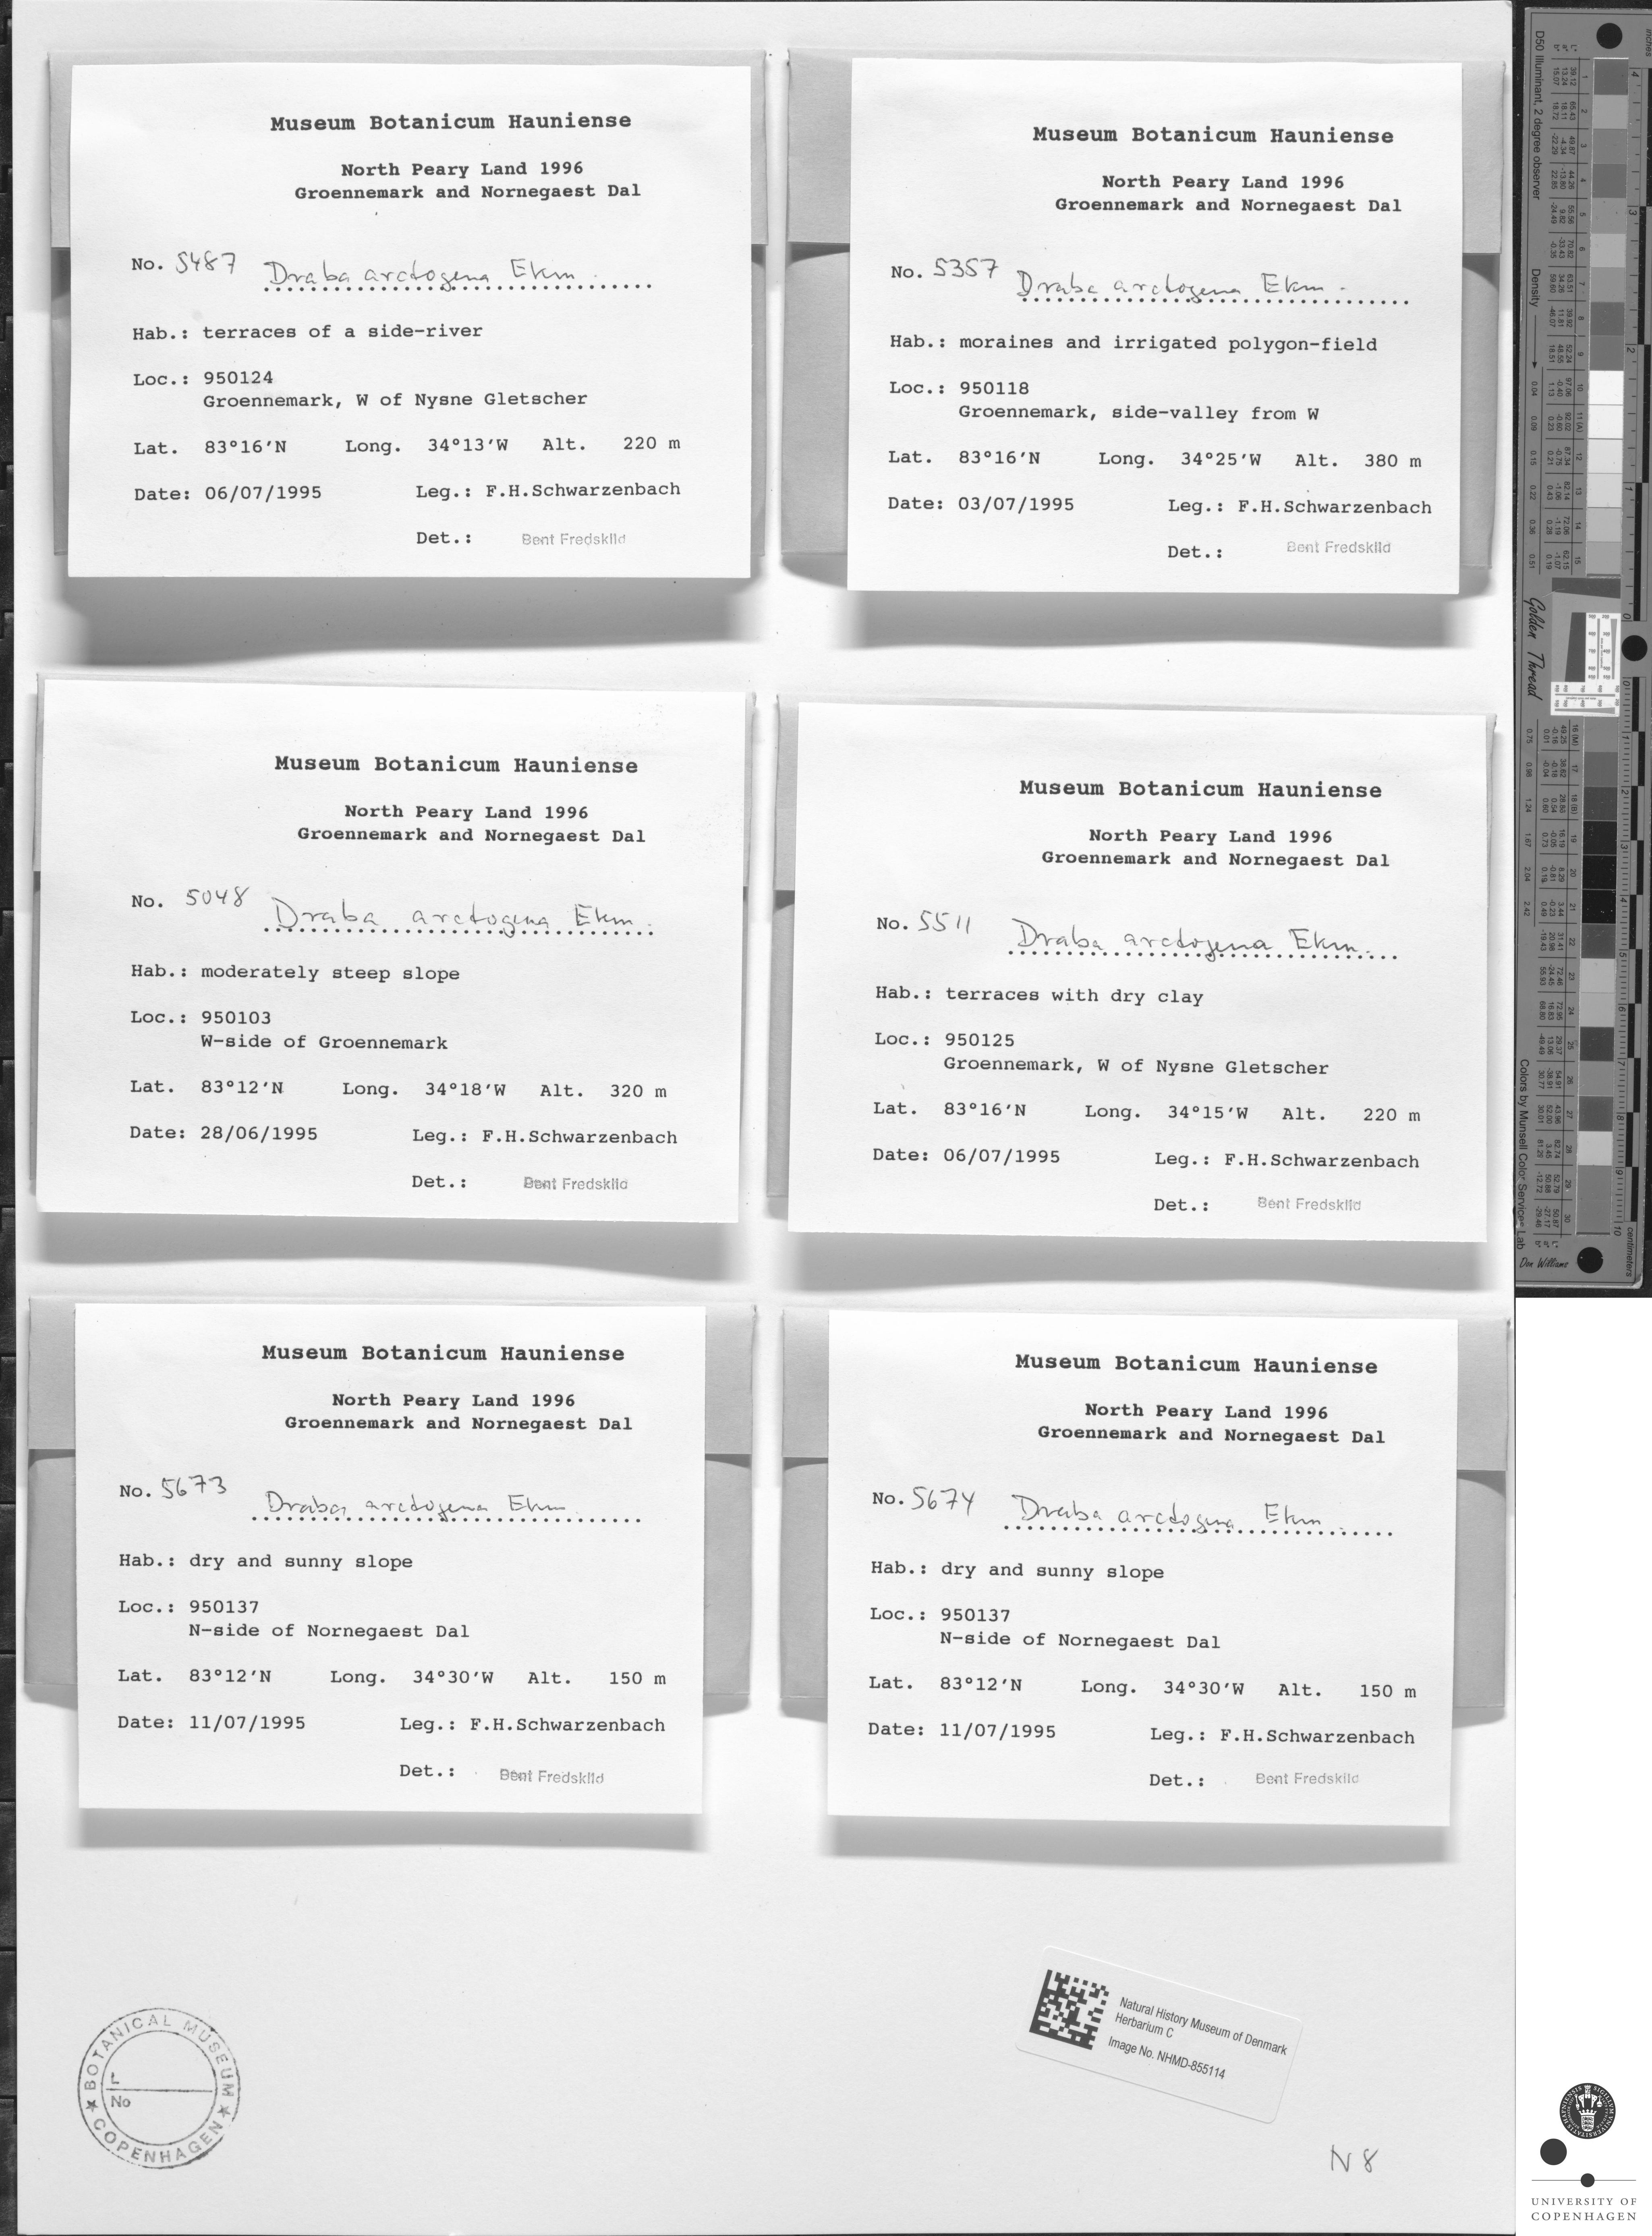 Museum Botanicum Hauniense
North Peary Land 1996
Groennemark and Nornegaest Dal
No. 5487 Draba arctogena Ekm.
Hab.: terraces of a side-river
Loc.: 950124
Groennemark, W of Nysne Gletscher
Lat. 83°16'N Long. 34°13'W Alt. 220 m
Date: 06/07/1995 Leg.: F.H.Schwarzenbach
Det.: Bent Fredskild
Museum Botanicum Hauniense
North Peary Land 1996
Groennemark and Nornegaest Dal
No. 5357 Draba arctogena Ekm.
Hab.: moraines and irrigated polygon-field
Loc.: 950118
Groennemark, side-valley from W
Lat. 83°16'N Long. 34°25'W Alt. 380 m
Date: 03/07/1995 Leg.: F.H.Schwarzenbach
Det.: Bent Fredskild
Museum Botanicum Hauniense
North Peary Land 1996
Groennemark and Nornegaest Dal
No. 5048 Draba arctogena Ekm.
Hab.: moderately steep slope
Loc.: 950103
W-side of Groennemark
Lat. 83°12'N Long. 34°18'W Alt. 320 m
Date: 28/06/1995 Leg.: F.H.Schwarzenbach
Det.: Bent Fredskild
Museum Botanicum Hauniense
North Peary Land 1996
Groennemark and Nornegaest Dal
No. 5511 Draba arctogena Ekm.
Hab.: terraces with dry clay
Loc.: 950125
Groennemark, W of Nysne Gletscher
Lat. 83°16'N Long. 34°15'W Alt. 220 m
Date: 06/07/1995 Leg.: F.H.Schwarzenbach
Det.: Bent Fredskild
Museum Botanicum Hauniense
North Peary Land 1996
Groennemark and Nornegaest Dal
No. 5673 Draba arctogena Ekm
Hab.: dry and sunny slope
Loc.: 950137
N-side of Nornegaest Dal
Lat. 83°12'N Long. 34°30'W Alt. 150 m
Date: 11/07/1995 Leg.: F.H.Schwarzenbach
Det.: Bent Fredskild
Museum Botanicum Hauniense
North Peary Land 1996
Groennemark and Nornegaest Dal
No. 5674 Draba arctogena Ekm
Hab.: dry and sunny slope
Loc.: 950137
N-side of Nornegaest Dal
Lat. 83°12'N Long. 34°30'W Alt. 150 m
Date: 11/07/1995 Leg.: F.H.Schwarzenbach
Det.: Bent Fredskild
BOTANICAL MUSEUM
L
No
COPENHAGEN
Natural History Museum of Denmark
Herbarium C
Image No. NHMD-855114
N 8
D50 Illuminant, 2 degree observer
Density
Golden Thread
Colors by Munsell Color Services Lab
Don Williams
inches
centimeters
UNIVERSITY OF
COPENHAGEN